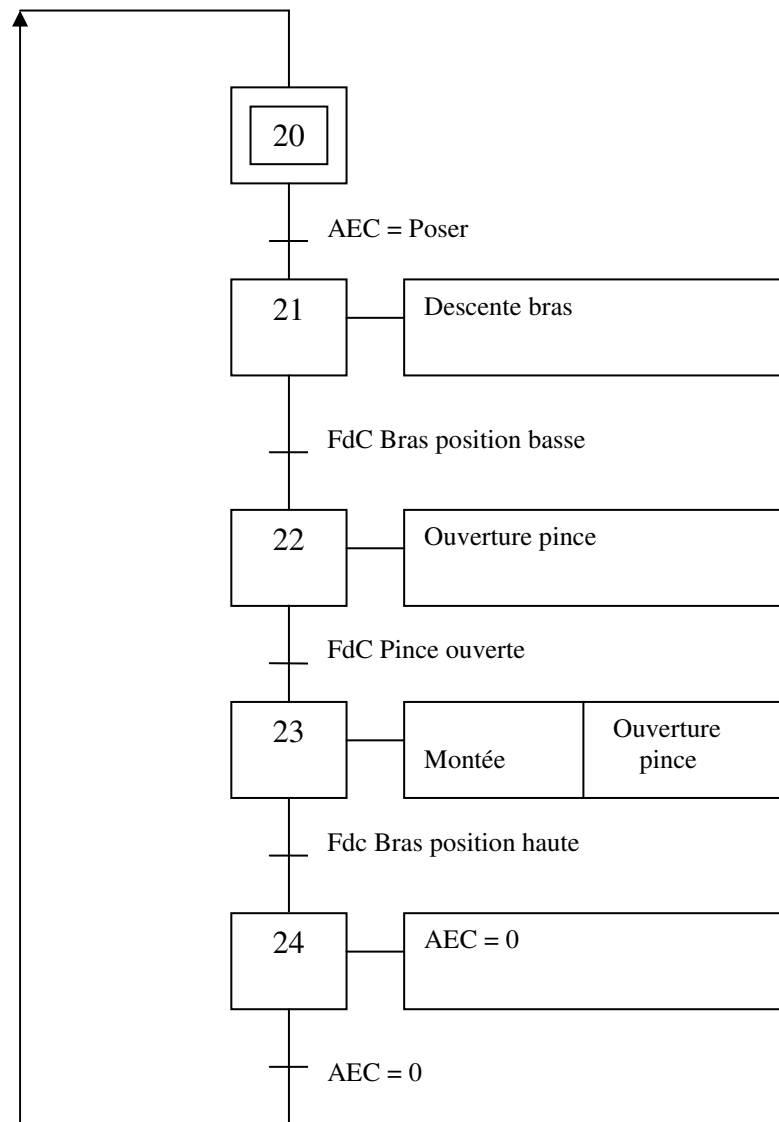 20
AEC = Poser
21
Descente bras
FdC Bras position basse
22
Ouverture pince
FdC Pince ouverte
23
Montée
Ouverture
pince
Fdc Bras position haute
24
AEC = 0
AEC = 0